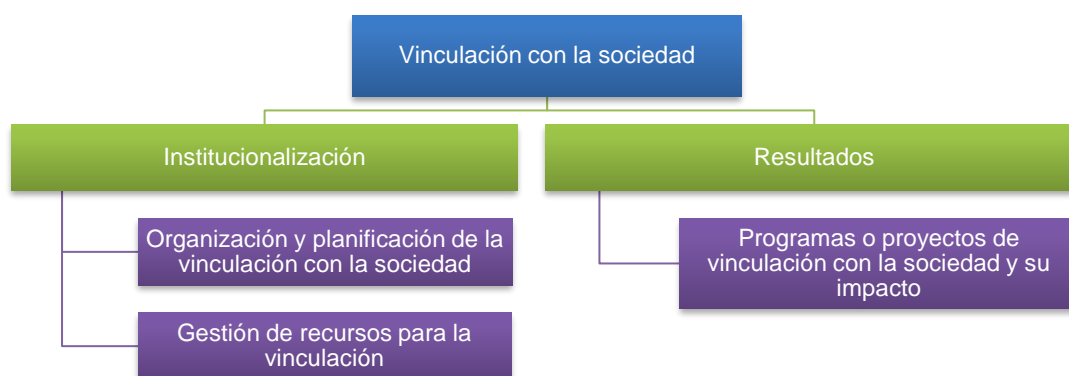 Vinculación con la sociedad
Institucionalización
Resultados
Organización y planificación de la
vinculación con la sociedad
Programas o proyectos de
vinculación con la sociedad y su
impacto
Gestión de recursos para la
vinculación